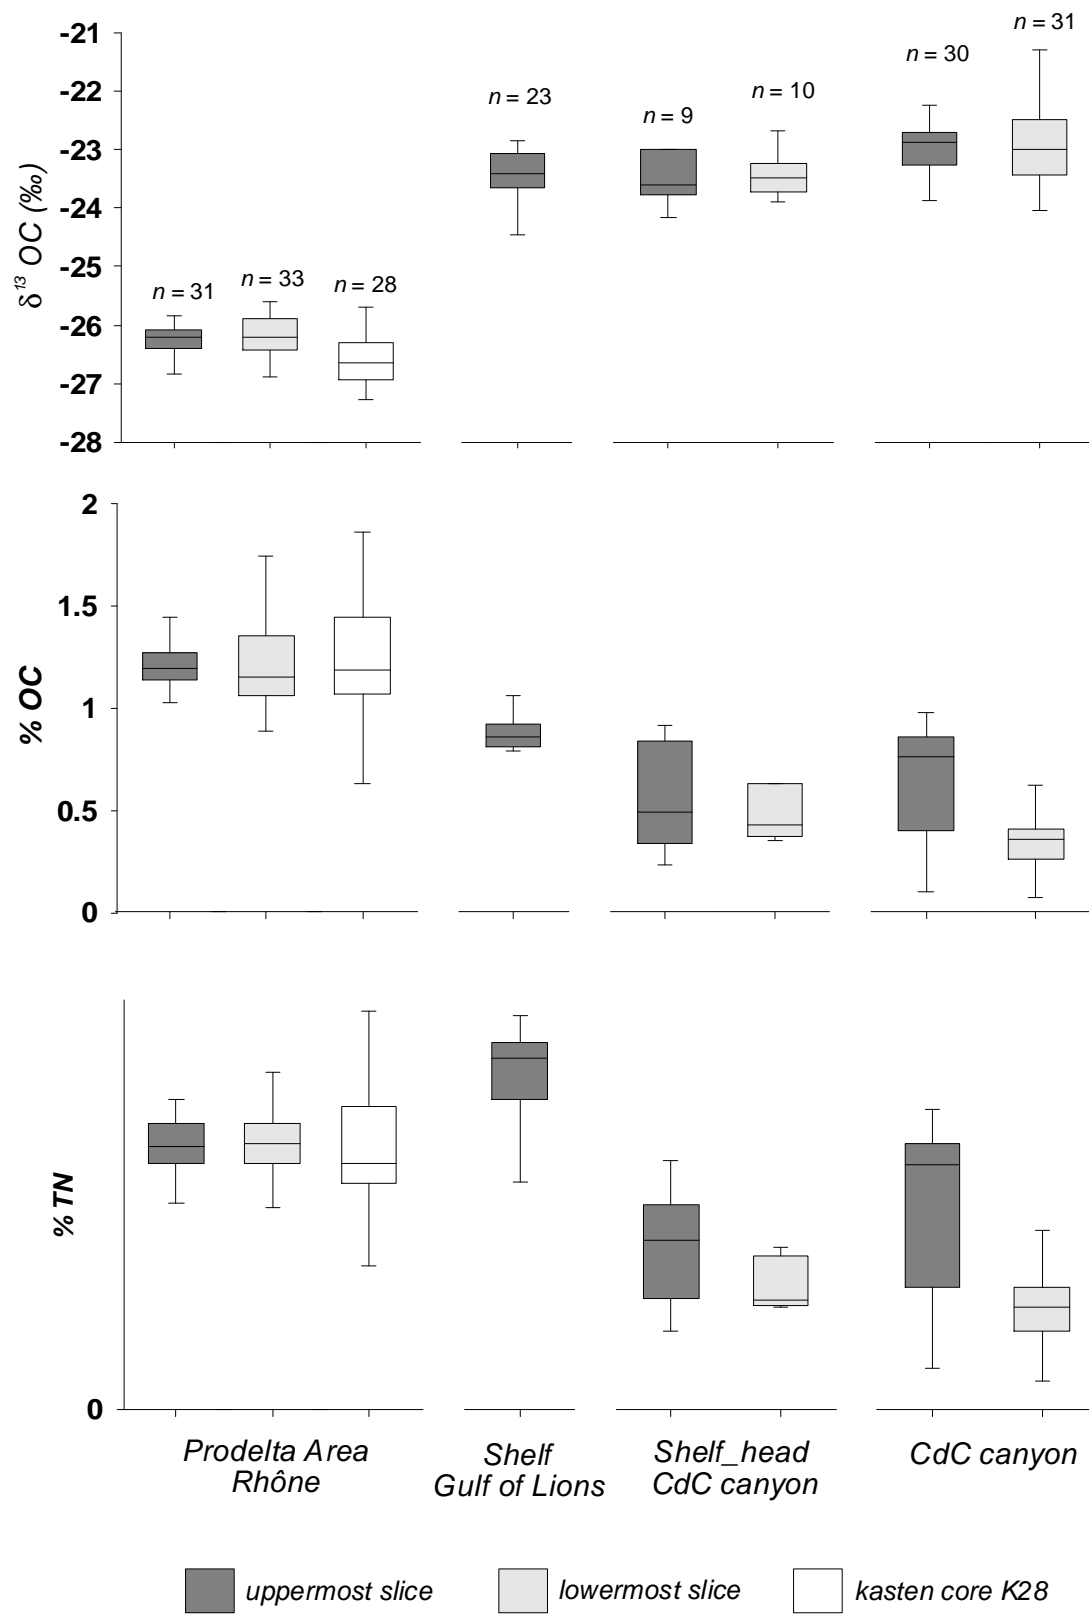 n = 31
-21
n = 30
-22
n = 23
n = 10
n = 9
-23
-24
δ¹³ OC (‰)
-25
n = 31
n = 33
n = 28
-26
-27
-28
2
1.5
% OC
1
0.5
0
% TN
0
Prodelta Area
Rhône
Shelf
Gulf of Lions
Shelf_head
CdC canyon
CdC canyon
uppermost slice
lowermost slice
kasten core K28